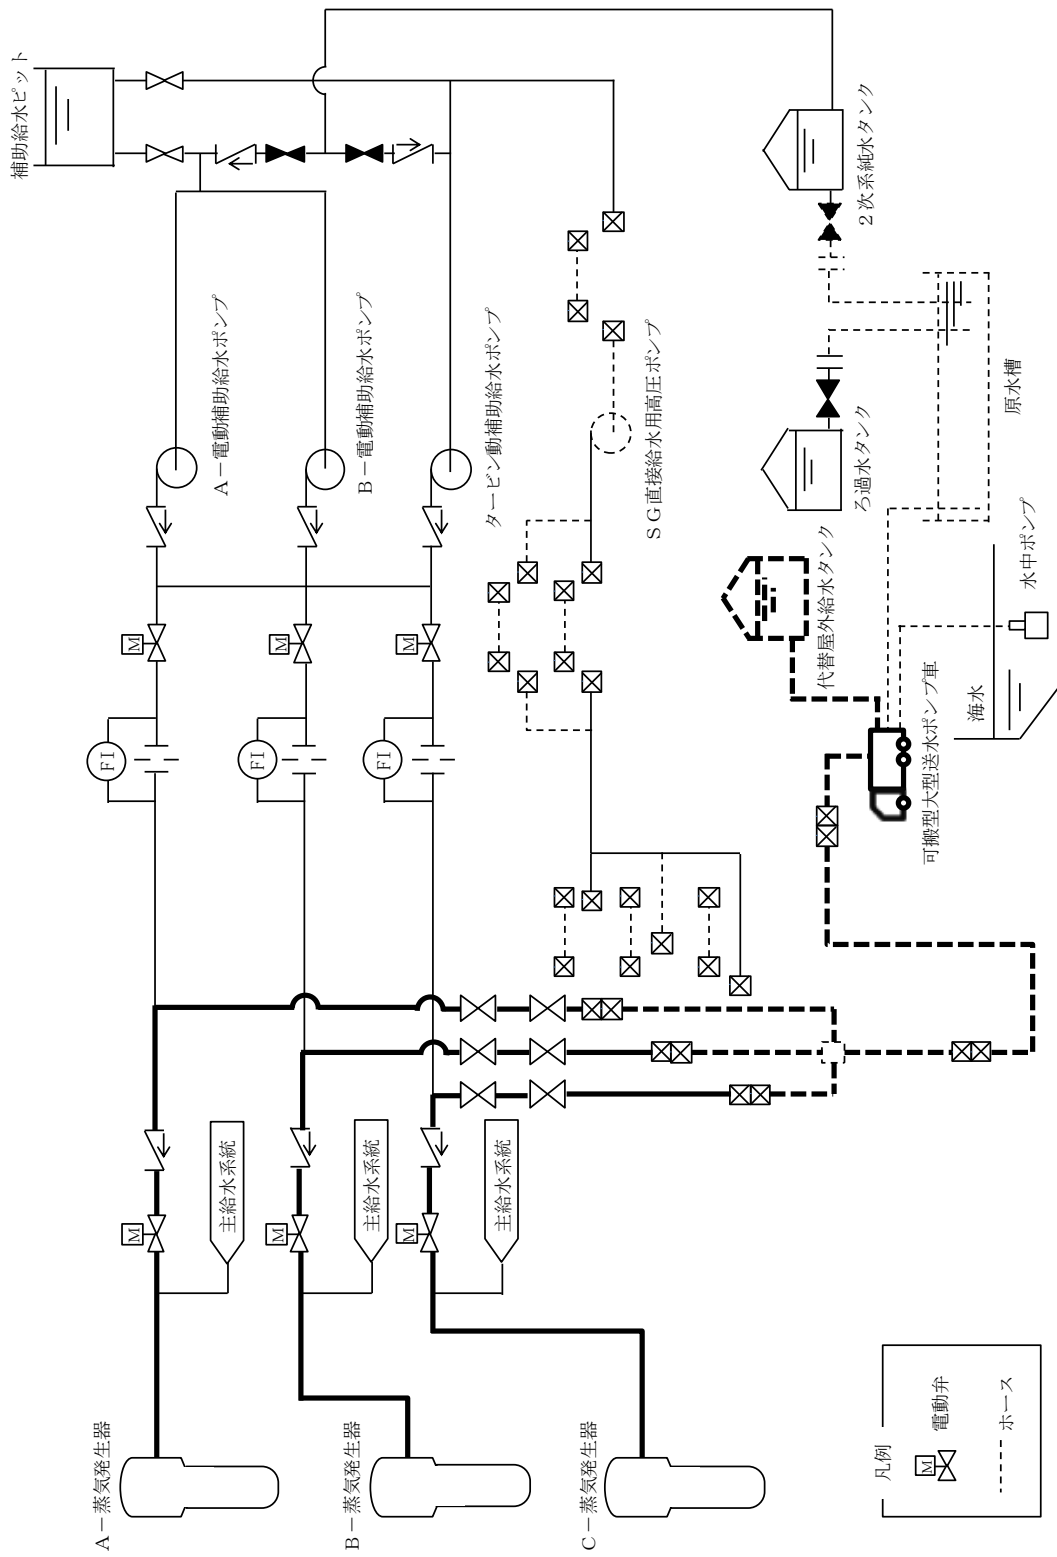 補助給水ピット
A－電動補助給水ポンプ
B－電動補助給水ポンプ
タービン動補助給水ポンプ
SG直接給水用高圧ポンプ
2次系純水タンク
ろ過水タンク
原水槽
代替屋外給水タンク
水中ポンプ
海水
可搬型大型送水ポンプ車
M
M
M
FI
FI
FI
M
M
M
主給水系統
主給水系統
主給水系統
A－蒸気発生器
B－蒸気発生器
C－蒸気発生器
凡例
M
電動弁
ホース